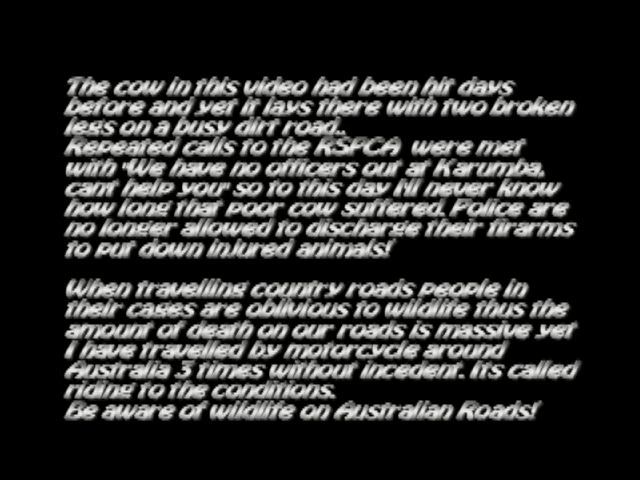 The cow in this video had been hit days
before and yet it lays there with two broken
legs on a busy dirt road..
Repeated calls to the RSPCA were met
with "We have no officers out at Karumba,
cant help you" so to this day I'll never know
how long that poor cow suffered. Police are
no longer allowed to discharge their firarms
to put down injured animals!
When travelling country roads people in
their cages are oblivious to wildlife thus the
amount of death on our roads is massive yet
I have travelled by motorcycle around
Australia 3 times without incedent. It's called
riding to the conditions.
Be aware of wildlife on Australian Roads!